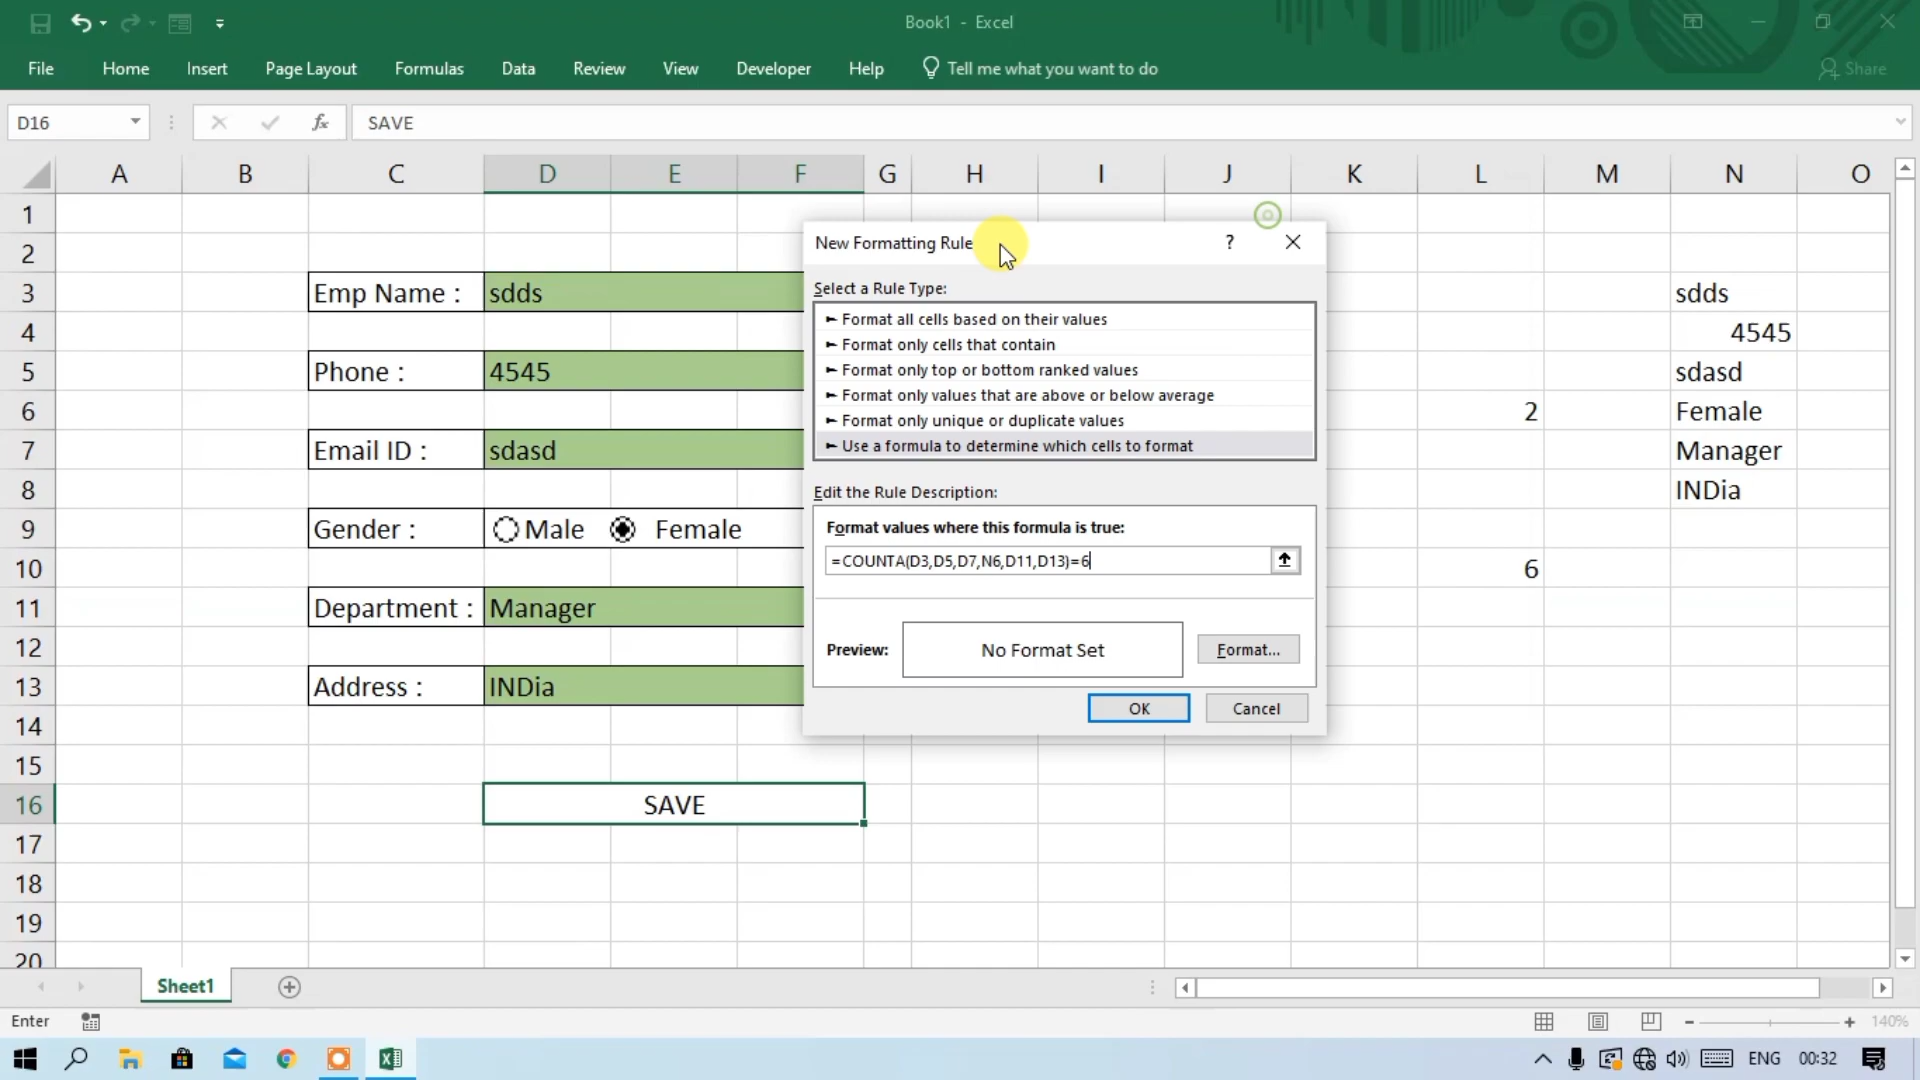 Book1 - Excel
File Home Insert Page Layout Formulas Data Review View Developer Help Tell me what you want to do Share
D16 fx SAVE
A B C D E F G H I J K L M N O
1
2
3 Emp Name : sdds sdds
4 4545
5 Phone : 4545 sdasd
6 2 Female
7 Email ID : sdasd Manager
8 INDia
9 Gender : Male Female
10 6
11 Department : Manager
12
13 Address : INDia
14
15
16 SAVE
17
18
19
20
New Formatting Rule ?
Select a Rule Type:
► Format all cells based on their values
► Format only cells that contain
► Format only top or bottom ranked values
► Format only values that are above or below average
► Format only unique or duplicate values
► Use a formula to determine which cells to format
Edit the Rule Description:
Format values where this formula is true:
=COUNTA(D3,D5,D7,N6,D11,D13)=6
Preview: No Format Set Format...
OK Cancel
Sheet1
Enter 140%
ENG 00:32